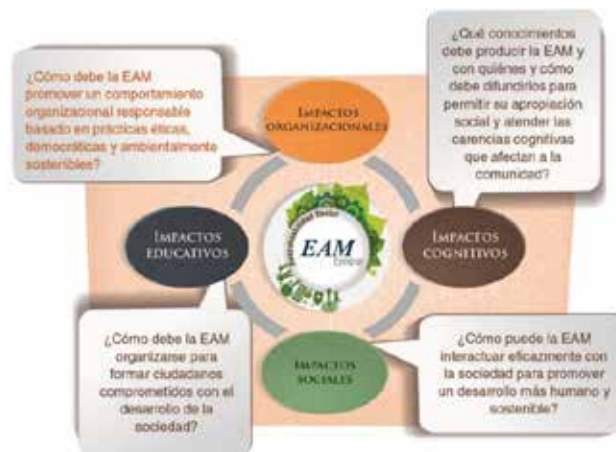 ¿Cómo debe la EAM
promover un comportamiento
organizacional responsable
basado en prácticas éticas,
democráticas y ambientalmente
sostenibles?
IMPACTOS
ORGANIZACIONALES
¿Qué conocimientos
debe producir la EAM y
con quiénes y cómo
debe difundirlos para
permitir su apropiación
social y atender las
carencias cognitivas
que afectan a la
comunidad?
IMPACTOS
EDUCATIVOS
EAM
IMPACTOS
COGNITIVOS
¿Cómo debe la EAM
organizarse para
formar ciudadanos
comprometidos con el
desarrollo de la
sociedad?
IMPACTOS
SOCIALES
¿Cómo puede la EAM
interactuar eficazmente con
la sociedad para promover
un desarrollo más humano y
sostenible?